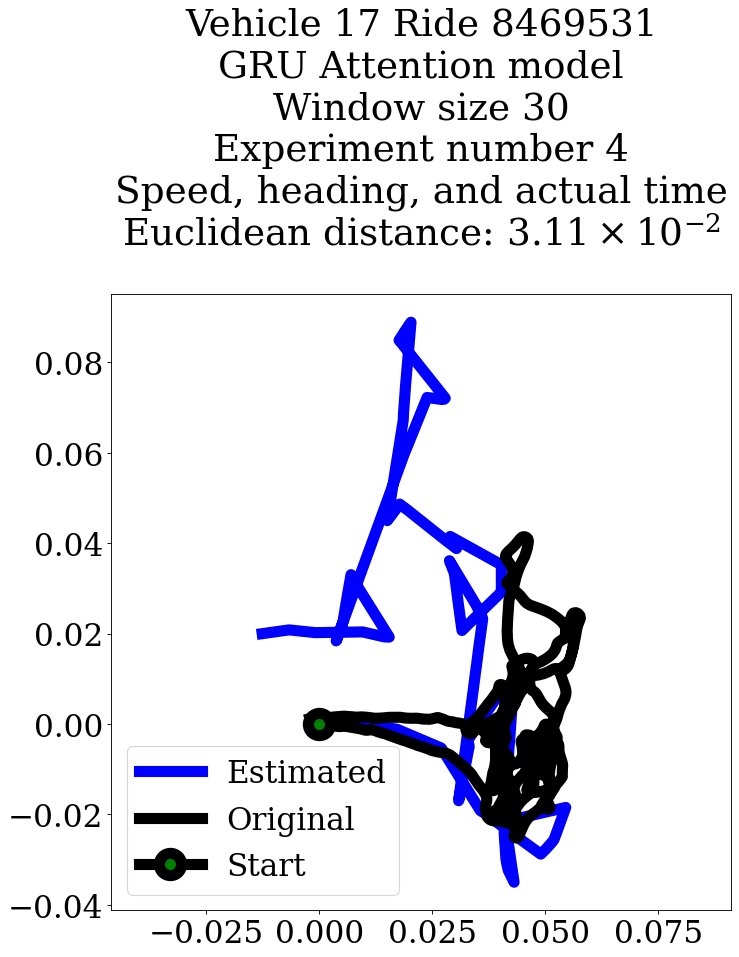 Vehicle 17 Ride 8469531
GRU Attention model
Window size 30
Experiment number 4
Speed, heading, and actual time
Euclidean distance: 3.11 × 10⁻²
0.08
0.06
0.04
0.02
0.00
−0.02
−0.04
Estimated
Original
Start
−0.025 0.000 0.025 0.050 0.075